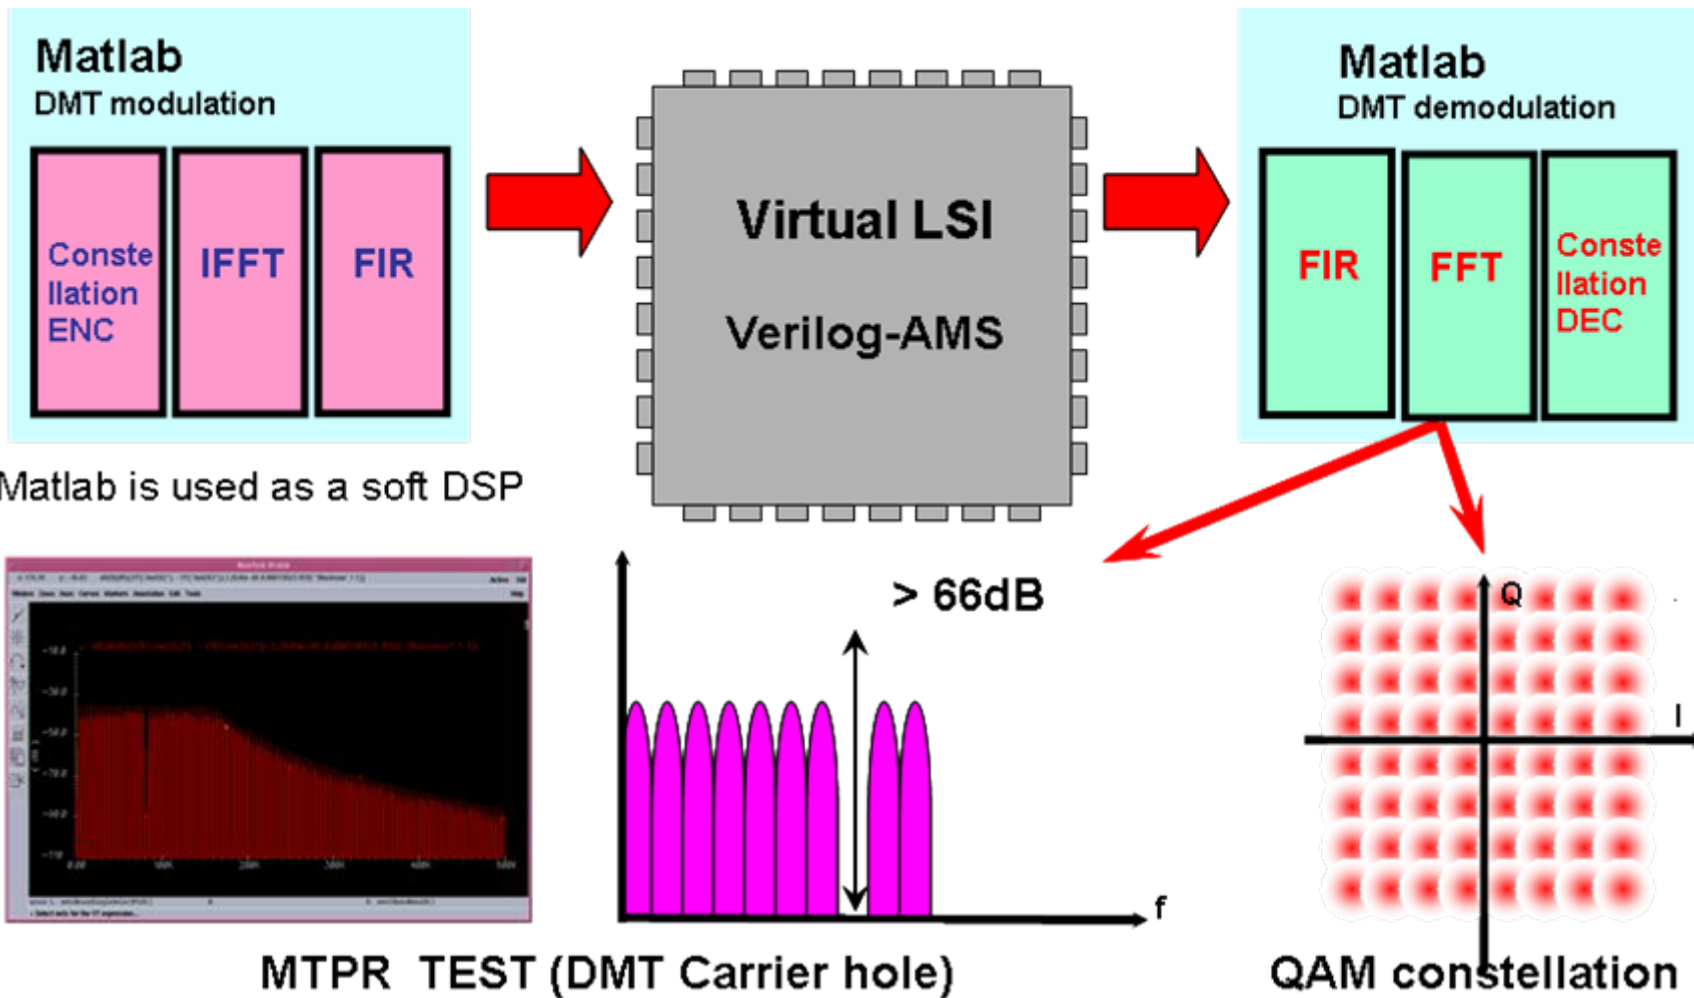 Matlab
DMT modulation
Conste
llation
ENC
IFFT
FIR
Matlab is used as a soft DSP
Virtual LSI
Verilog-AMS
Matlab
DMT demodulation
FIR
FFT
Conste
llation
DEC
> 66dB
f
Q
I
MTPR TEST (DMT Carrier hole)
QAM constellation